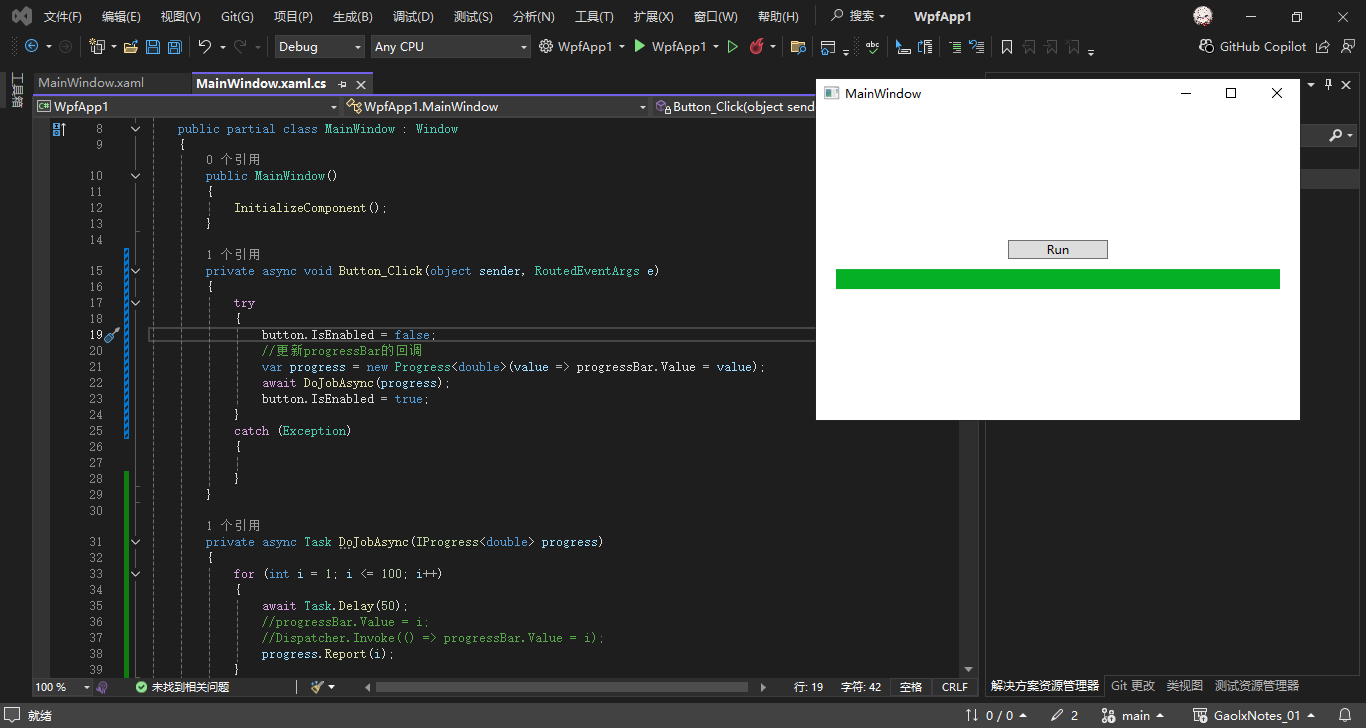 文件(F) 编辑(E) 视图(V) Git(G) 项目(P) 生成(B) 调试(D) 测试(S) 分析(N) 工具(T) 扩展(X) 窗口(W) 帮助(H) 搜索 WpfApp1
Debug Any CPU WpfApp1 WpfApp1 GitHub Copilot
工具箱
MainWindow.xaml MainWindow.xaml.cs
WpfApp1 WpfApp1.MainWindow Button_Click(object send
8 public partial class MainWindow : Window
9 {
0 个引用
10 public MainWindow()
11 {
12 InitializeComponent();
13 }
14
1 个引用
15 private async void Button_Click(object sender, RoutedEventArgs e)
16 {
17 try
18 {
19 button.IsEnabled = false;
20 //更新progressBar的回调
21 var progress = new Progress<double>(value => progressBar.Value = value);
22 await DoJobAsync(progress);
23 button.IsEnabled = true;
24 }
25 catch (Exception)
26 {
27
28 }
29 }
30
1 个引用
31 private async Task DoJobAsync(IProgress<double> progress)
32 {
33 for (int i = 1; i <= 100; i++)
34 {
35 await Task.Delay(50);
36 //progressBar.Value = i;
37 //Dispatcher.Invoke(() => progressBar.Value = i);
38 progress.Report(i);
39 }
MainWindow
Run
100 % 未找到相关问题 行: 19 字符: 42 空格 CRLF
解决方案资源管理器 Git 更改 类视图 测试资源管理器
就绪 0 / 0 2 main GaolxNotes_01